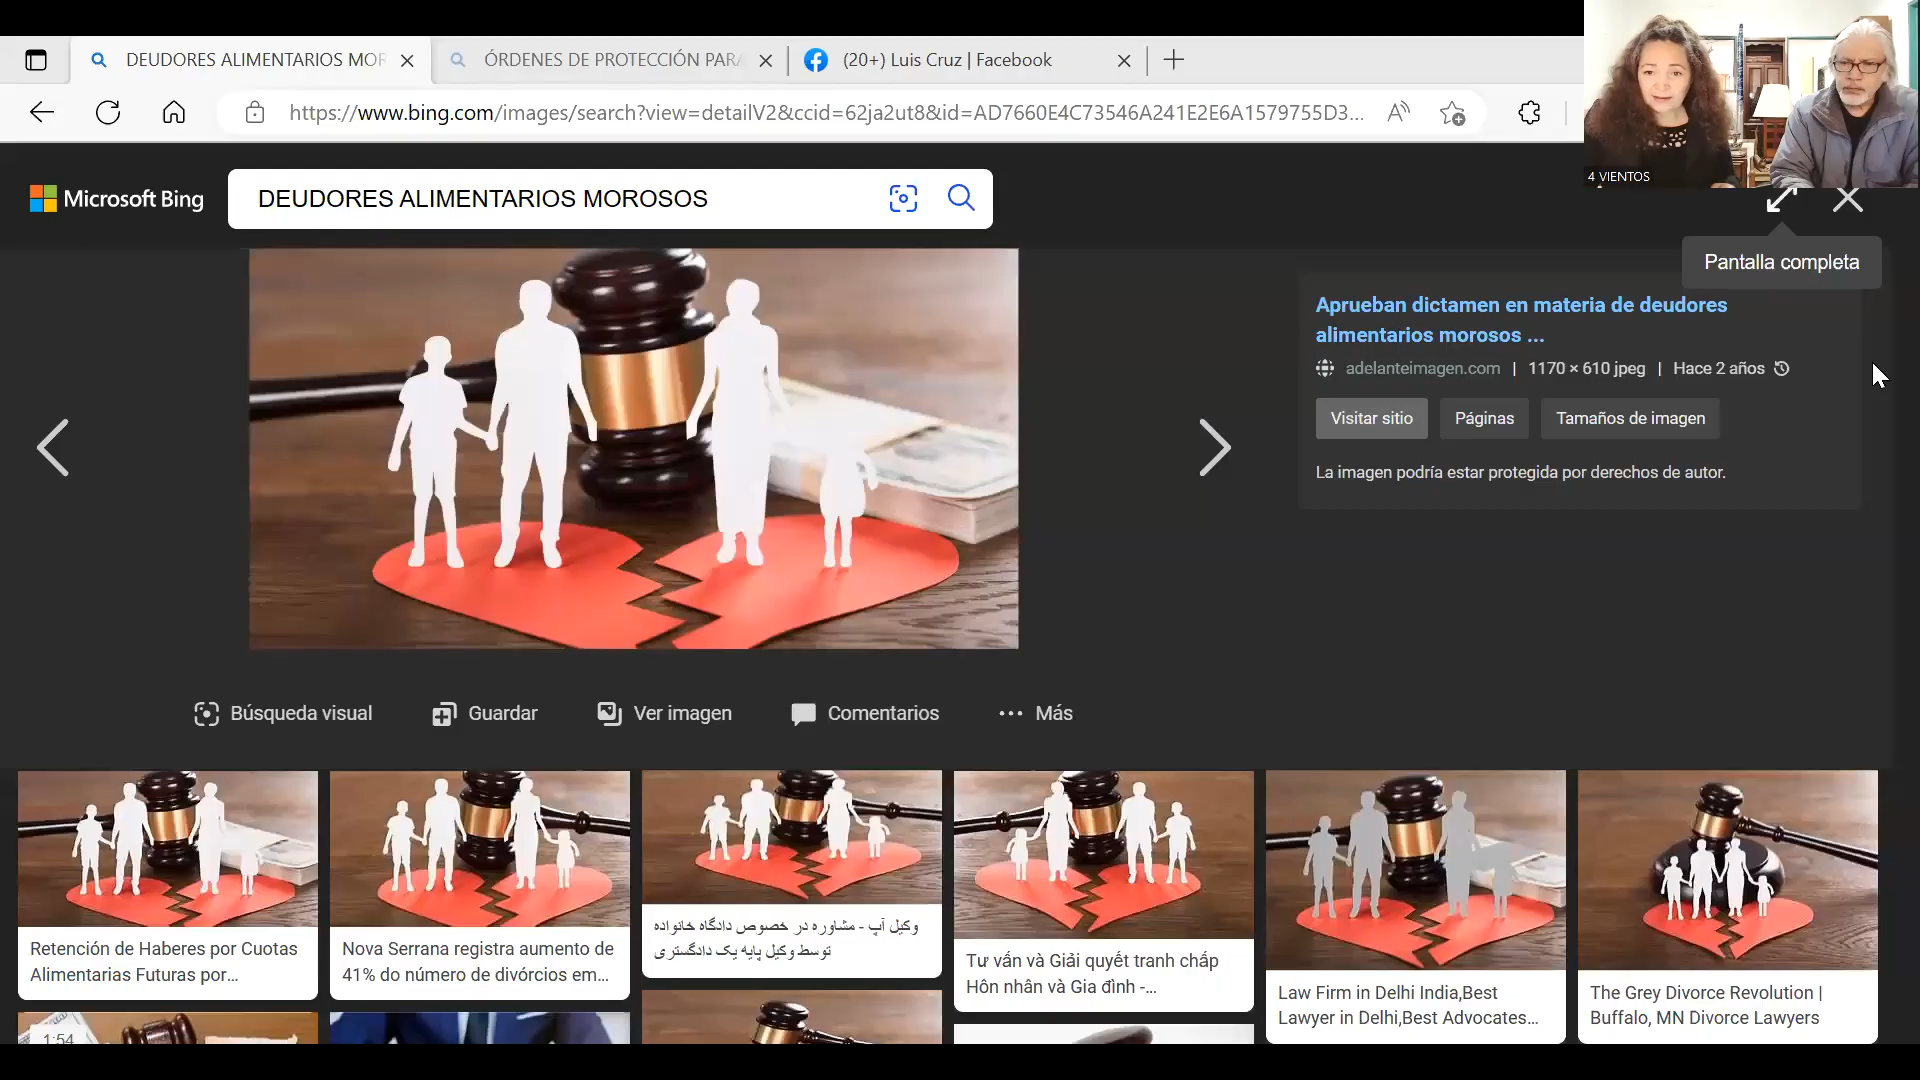 DEUDORES ALIMENTARIOS MOR
ÓRDENES DE PROTECCIÓN PARA
(20+) Luis Cruz | Facebook
https://www.bing.com/images/search?view=detailV2&ccid=62ja2ut8&id=AD7660E4C73546A241E2E6A1579755D3...
4 VIENTOS
Microsoft Bing
DEUDORES ALIMENTARIOS MOROSOS
Pantalla completa
Aprueban dictamen en materia de deudores
alimentarios morosos ...
adelanteimagen.com | 1170 × 610 jpeg | Hace 2 años
Visitar sitio
Páginas
Tamaños de imagen
La imagen podría estar protegida por derechos de autor.
Búsqueda visual
Guardar
Ver imagen
Comentarios
Más
Retención de Haberes por Cuotas
Alimentarias Futuras por...
Nova Serrana registra aumento de
41% do número de divórcios em...
وکیل آپ - مشاوره در خصوص دادگاه خانواده
توسط وکیل پایه یک دادگستری
Tư vấn và Giải quyết tranh chấp
Hôn nhân và Gia đình -...
Law Firm in Delhi India,Best
Lawyer in Delhi,Best Advocates...
The Grey Divorce Revolution |
Buffalo, MN Divorce Lawyers
1:54